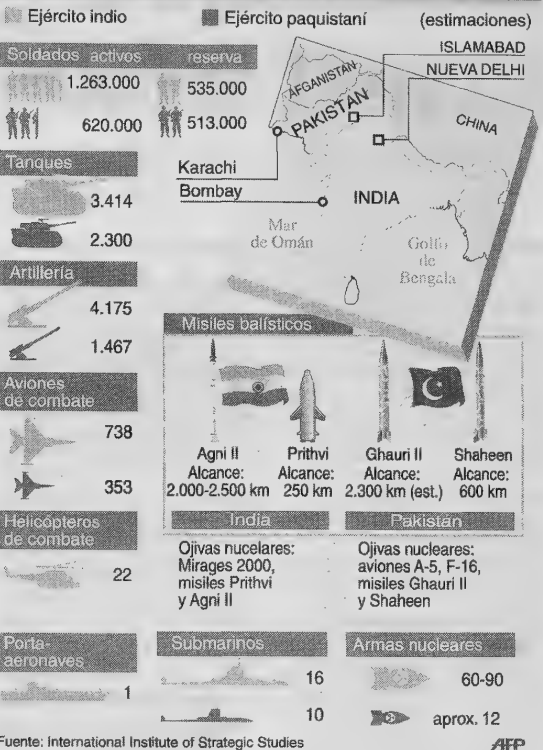 Ejército indio
Ejército paquistaní
(estimaciones)
Soldados activos
reserva
1.263.000
535.000
620.000
513.000
ISLAMABAD
NUEVA DELHI
AFGANISTÁN
PAKISTÁN
CHINA
Karachi
Bombay
INDIA
Mar
de Omán
Golfo
de
Bengala
Tanques
3.414
2.300
Artillería
4.175
1.467
Aviones
de combate
738
353
Helicópteros
de combate
22
Misiles balísticos
Agni II
Alcance:
2.000-2.500 km
Prithvi
Alcance:
250 km
Ghauri II
Alcance:
2.300 km (est.)
Shaheen
Alcance:
600 km
India
Ojivas nucelares:
Mirages 2000,
misiles Prithvi
y Agni II
Pakistán
Ojivas nucleares:
aviones A-5, F-16,
misiles Ghauri II
y Shaheen
Porta-
aeronaves
1
Submarinos
16
10
Armas nucleares
60-90
aprox. 12
Fuente: International Institute of Strategic Studies
AFP